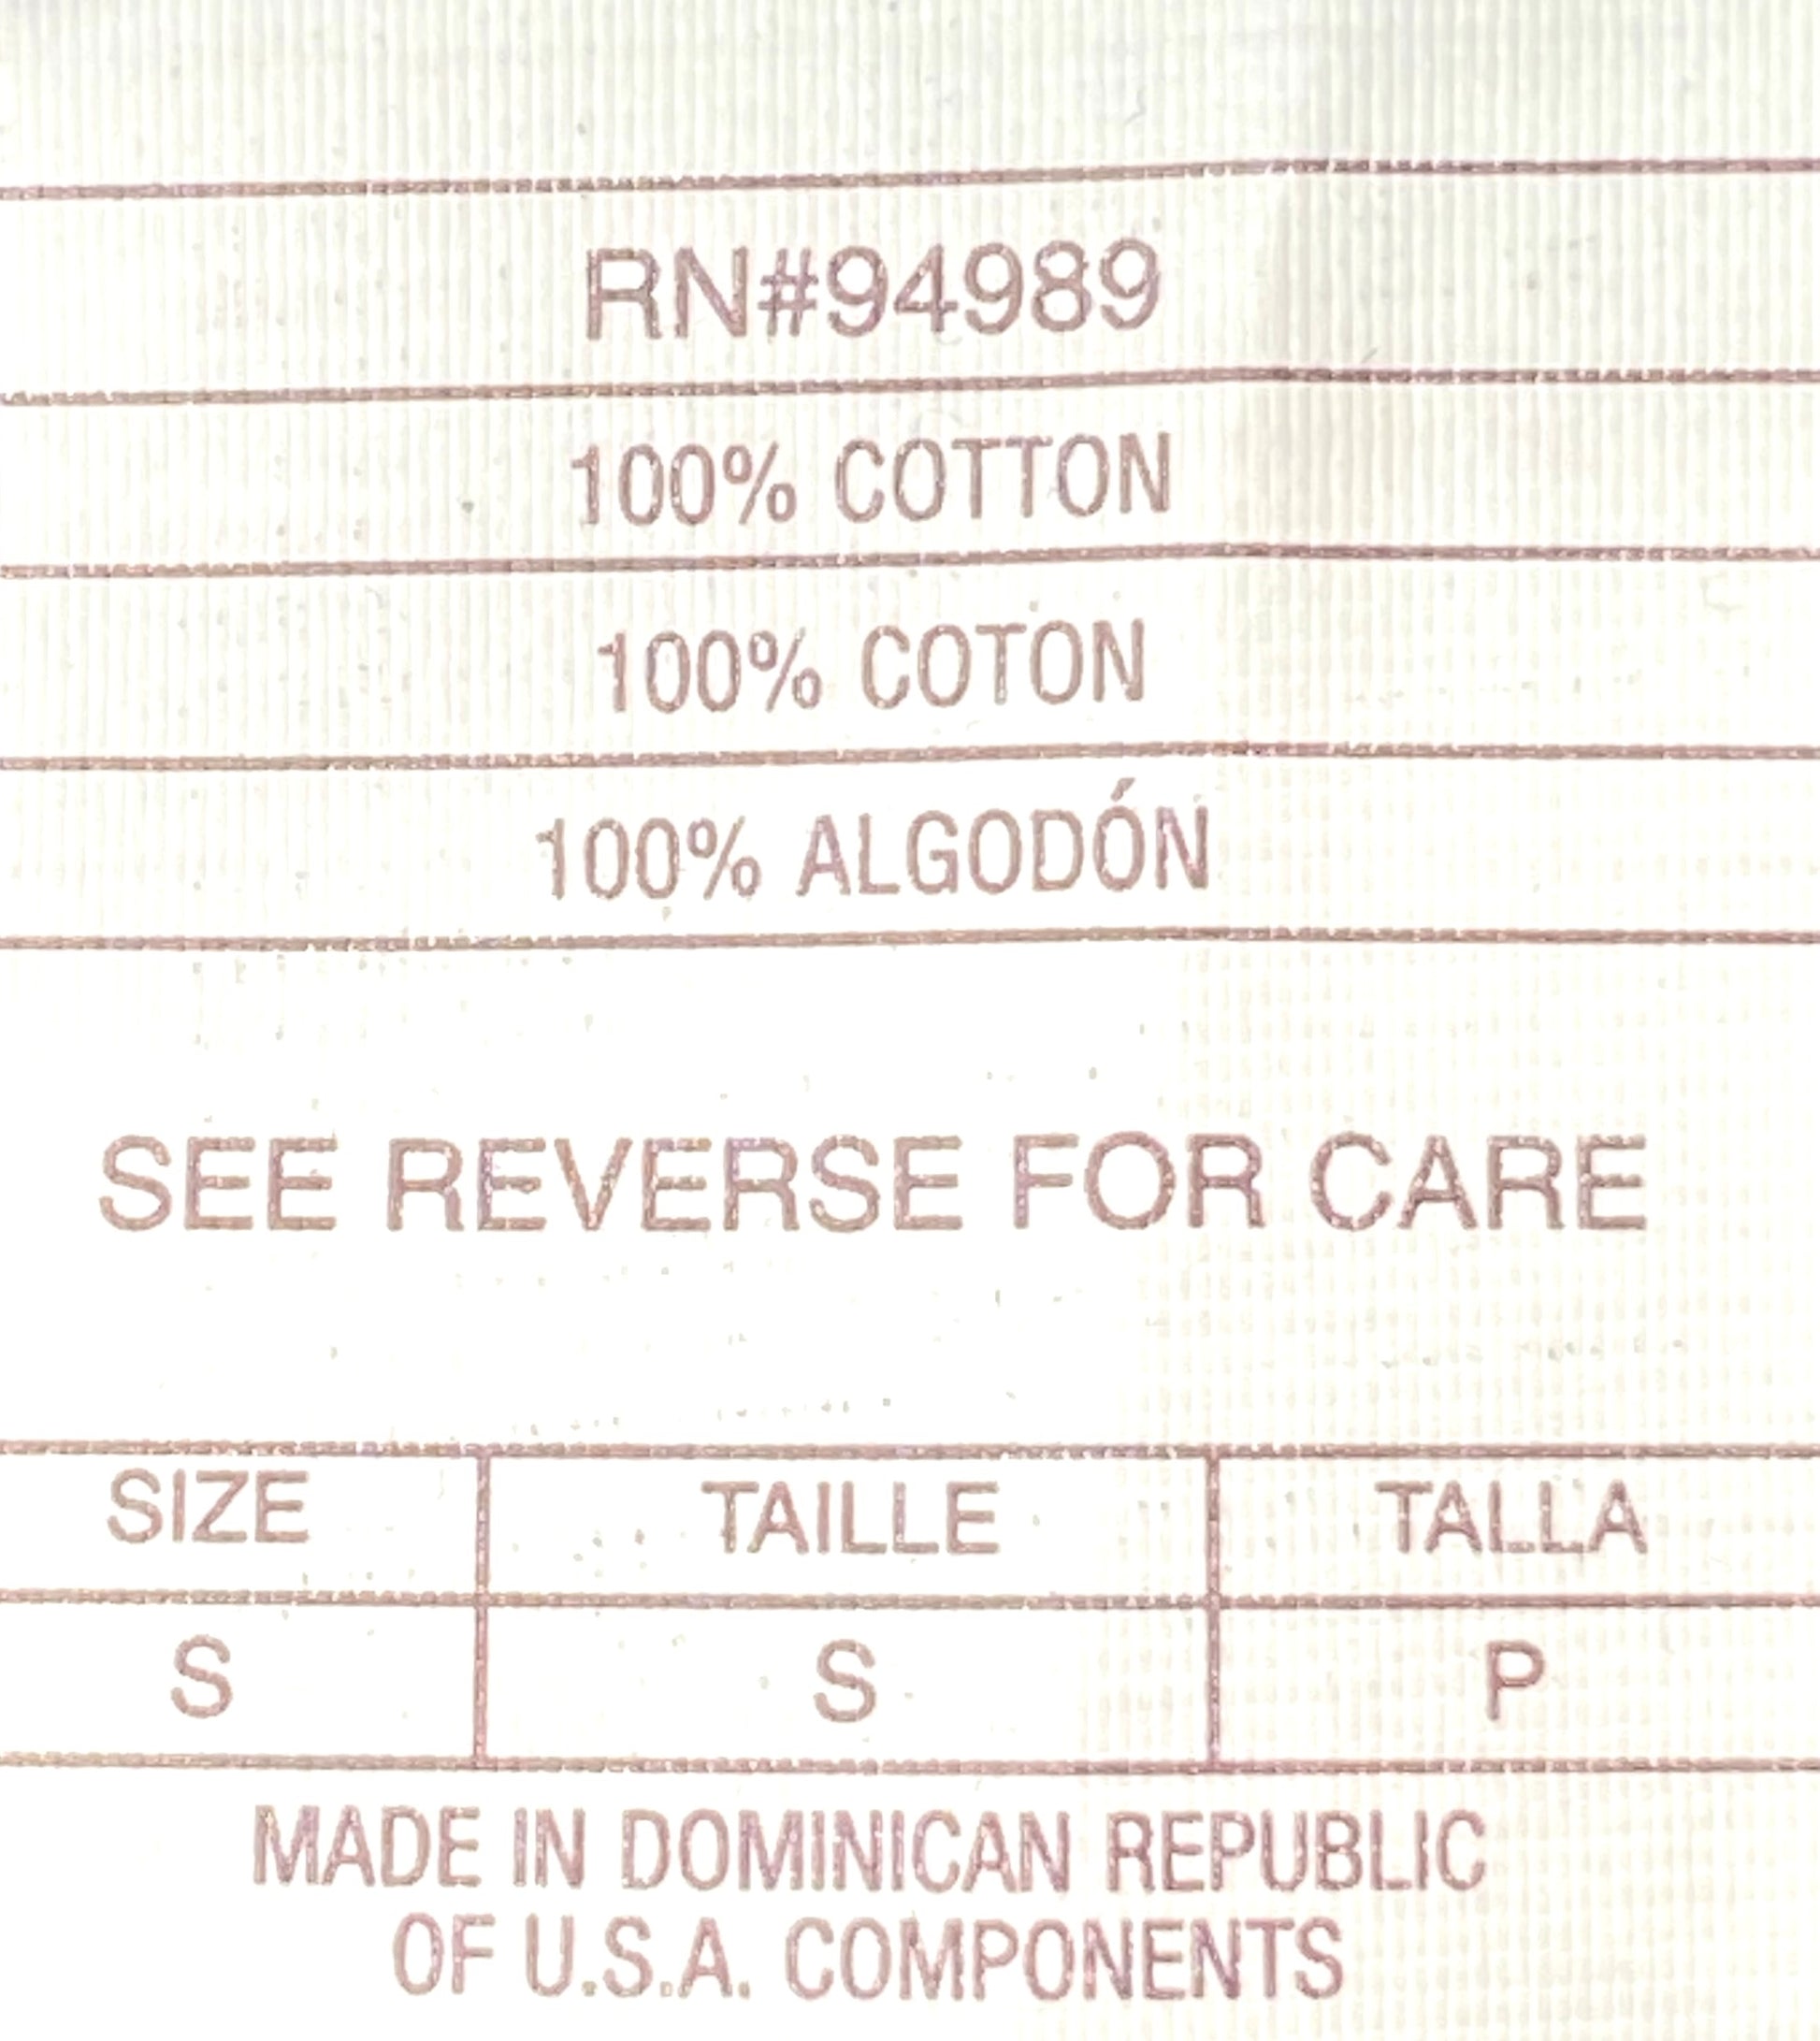 RN#94989
100% COTTON
100% COTON
100% ALGODÓN
SEE REVERSE FOR CARE
SIZE TAILLE TALLA
S S P
MADE IN DOMINICAN REPUBLIC
OF U.S.A. COMPONENTS